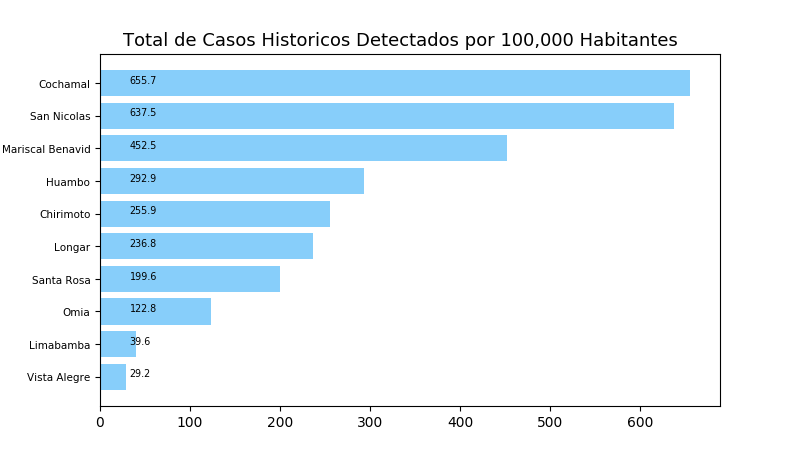 Total de Casos Historicos Detectados por 100,000 Habitantes
Cochamal 655.7
San Nicolas 637.5
Mariscal Benavid 452.5
Huambo 292.9
Chirimoto 255.9
Longar 236.8
Santa Rosa 199.6
Omia 122.8
Limabamba 39.6
Vista Alegre 29.2
0 100 200 300 400 500 600